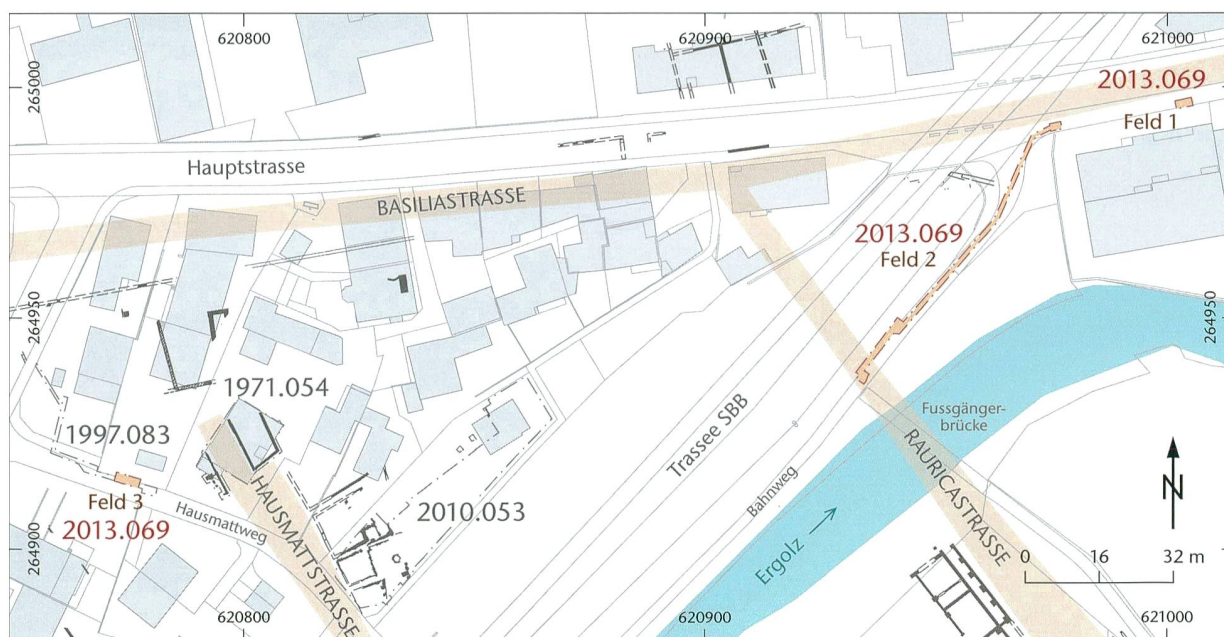 620800
620900
621000
265000
2013.069
Feld 1
Hauptstrasse
BASILIASTRASSE
2013.069
Feld 2
264950
264950
1971.054
1997.083
Feld 3
2013.069
Hausmattweg
HAUSMATTSTRASSE
2010.053
Trassee SBB
Bahnweg
Fussgänger-
brücke
RAURICASTRASSE
Ergolz
N
0 16 32 m
264900
620800
620900
621000